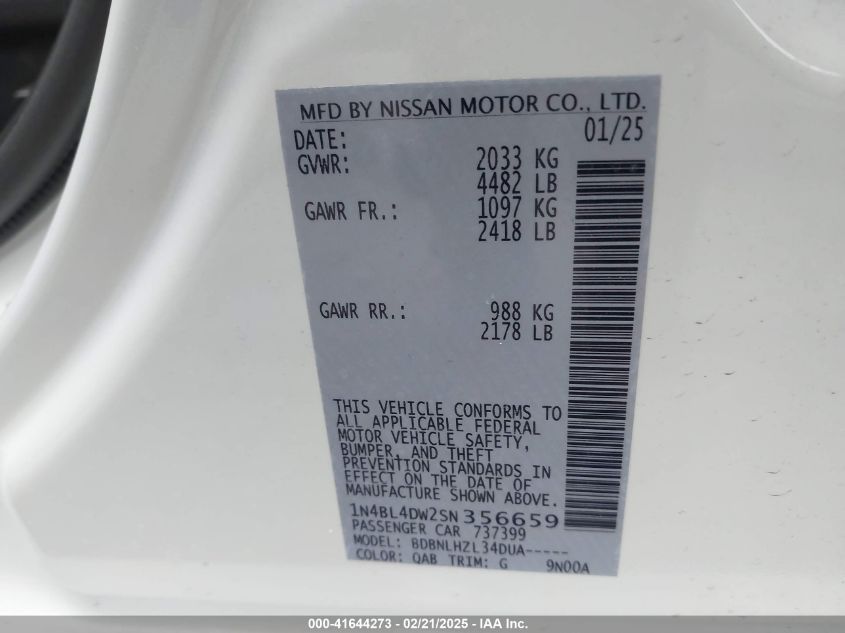 MFD BY NISSAN MOTOR CO., LTD.
DATE: 01/25
GVWR: 2033 KG
4482 LB
GAWR FR.: 1097 KG
2418 LB
GAWR RR.: 988 KG
2178 LB
THIS VEHICLE CONFORMS TO
ALL APPLICABLE FEDERAL
MOTOR VEHICLE SAFETY,
BUMPER, AND THEFT
PREVENTION STANDARDS IN
EFFECT ON THE DATE OF
MANUFACTURE SHOWN ABOVE.
1N4BL4DW2SN356659
PASSENGER CAR 737399
MODEL: BDBNLHZL34DUA-----
COLOR: QAB TRIM: G 9N00A
000-41644273 - 02/21/2025 - IAA Inc.